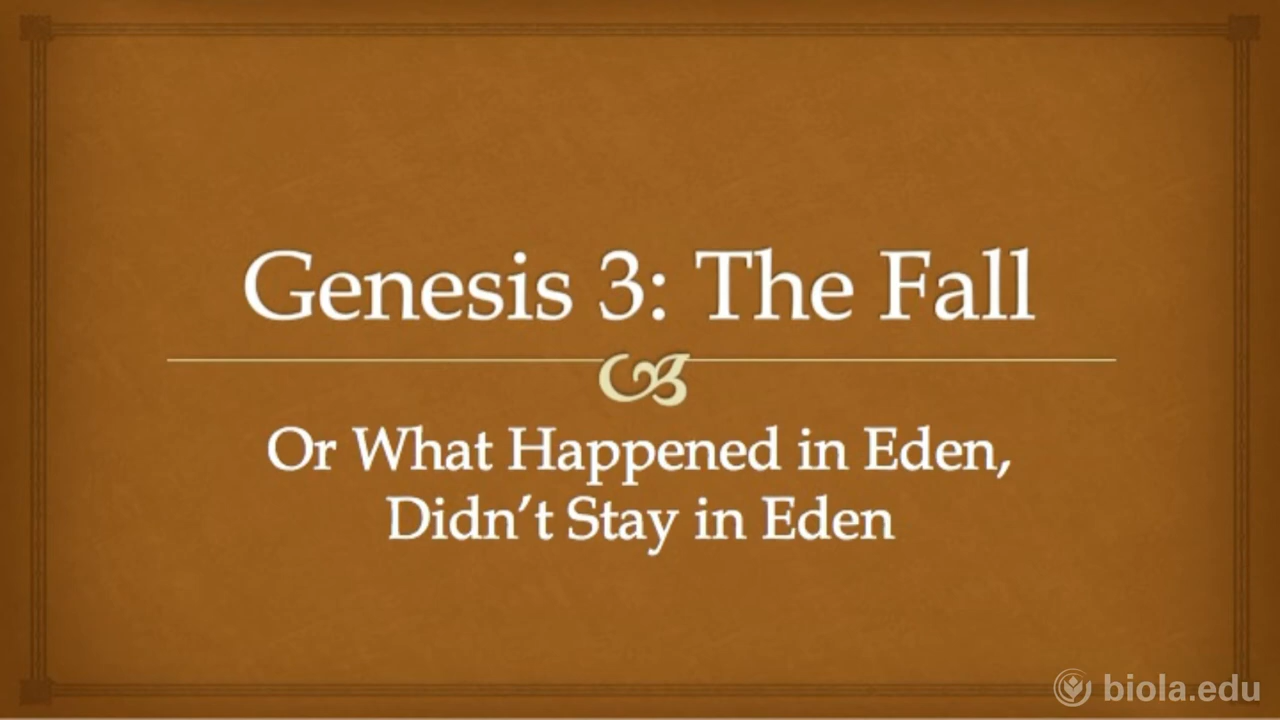 Genesis 3: The Fall
Or What Happened in Eden,
Didn’t Stay in Eden
biola.edu